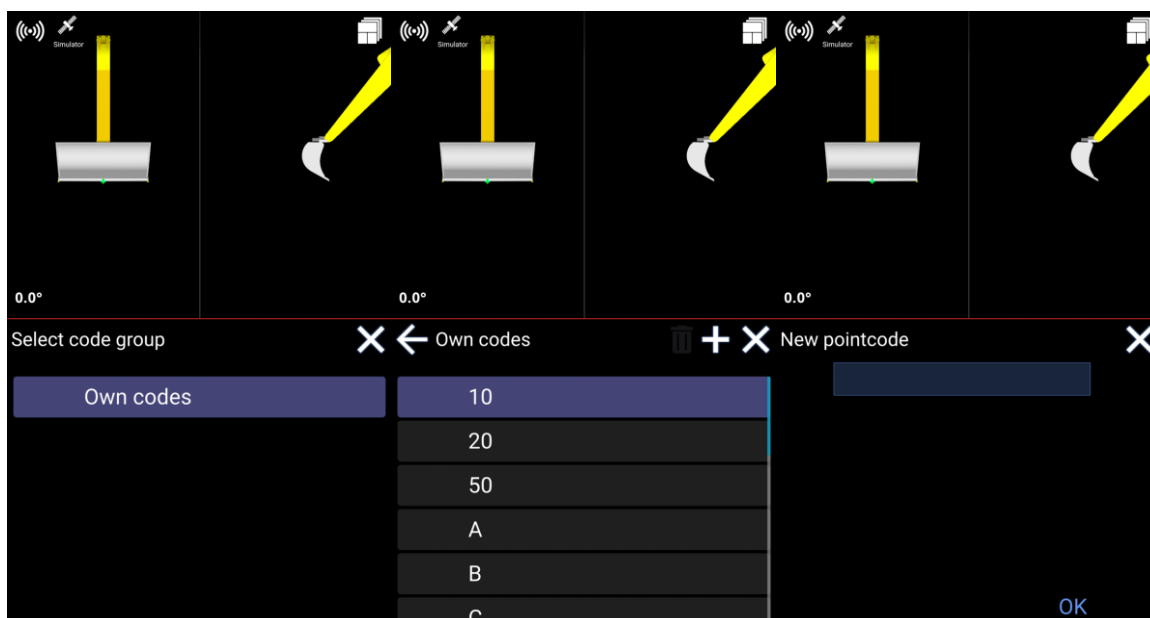 Simulator
0.0°
Select code group
Own codes
Simulator
0.0°
Own codes
10
20
50
A
B
Simulator
0.0°
New pointcode
OK